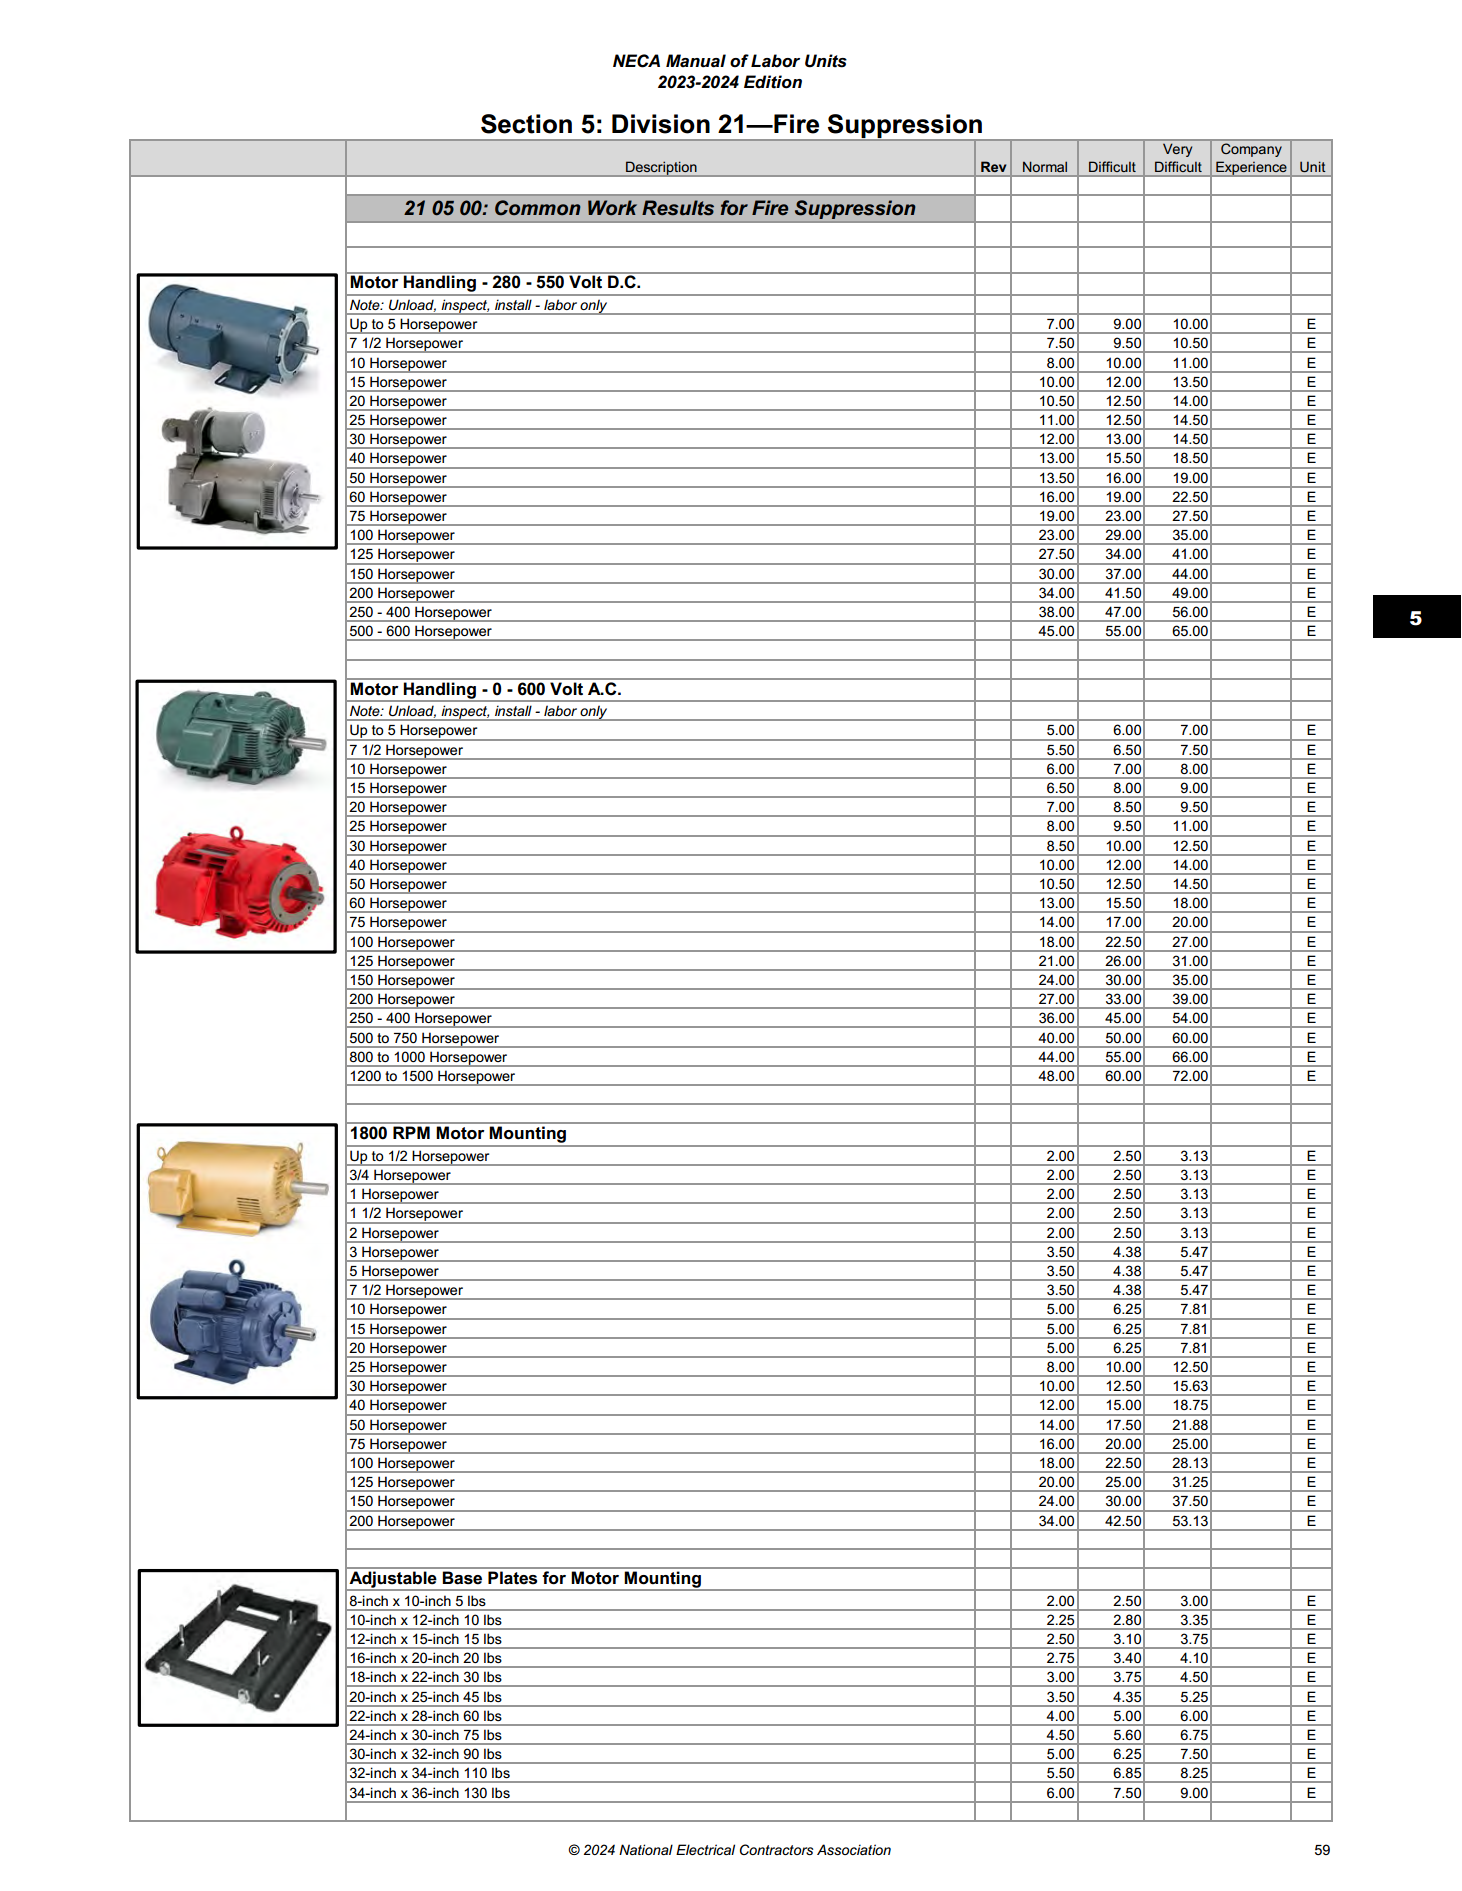 NECA Manual of Labor Units
2023-2024 Edition
Section 5: Division 21—Fire Suppression
Description Rev Normal Difficult Very Difficult Company Experience Unit
21 05 00: Common Work Results for Fire Suppression
Motor Handling - 280 - 550 Volt D.C.
Note: Unload, inspect, install - labor only
Up to 5 Horsepower 7.00 9.00 10.00 E
7 1/2 Horsepower 7.50 9.50 10.50 E
10 Horsepower 8.00 10.00 11.00 E
15 Horsepower 10.00 12.00 13.50 E
20 Horsepower 10.50 12.50 14.00 E
25 Horsepower 11.00 12.50 14.50 E
30 Horsepower 12.00 13.00 14.50 E
40 Horsepower 13.00 15.50 18.50 E
50 Horsepower 13.50 16.00 19.00 E
60 Horsepower 16.00 19.00 22.50 E
75 Horsepower 19.00 23.00 27.50 E
100 Horsepower 23.00 29.00 35.00 E
125 Horsepower 27.50 34.00 41.00 E
150 Horsepower 30.00 37.00 44.00 E
200 Horsepower 34.00 41.50 49.00 E
250 - 400 Horsepower 38.00 47.00 56.00 E
500 - 600 Horsepower 45.00 55.00 65.00 E
5
Motor Handling - 0 - 600 Volt A.C.
Note: Unload, inspect, install - labor only
Up to 5 Horsepower 5.00 6.00 7.00 E
7 1/2 Horsepower 5.50 6.50 7.50 E
10 Horsepower 6.00 7.00 8.00 E
15 Horsepower 6.50 8.00 9.00 E
20 Horsepower 7.00 8.50 9.50 E
25 Horsepower 8.00 9.50 11.00 E
30 Horsepower 8.50 10.00 12.50 E
40 Horsepower 10.00 12.00 14.00 E
50 Horsepower 10.50 12.50 14.50 E
60 Horsepower 13.00 15.50 18.00 E
75 Horsepower 14.00 17.00 20.00 E
100 Horsepower 18.00 22.50 27.00 E
125 Horsepower 21.00 26.00 31.00 E
150 Horsepower 24.00 30.00 35.00 E
200 Horsepower 27.00 33.00 39.00 E
250 - 400 Horsepower 36.00 45.00 54.00 E
500 to 750 Horsepower 40.00 50.00 60.00 E
800 to 1000 Horsepower 44.00 55.00 66.00 E
1200 to 1500 Horsepower 48.00 60.00 72.00 E
1800 RPM Motor Mounting
Up to 1/2 Horsepower 2.00 2.50 3.13 E
3/4 Horsepower 2.00 2.50 3.13 E
1 Horsepower 2.00 2.50 3.13 E
1 1/2 Horsepower 2.00 2.50 3.13 E
2 Horsepower 2.00 2.50 3.13 E
3 Horsepower 3.50 4.38 5.47 E
5 Horsepower 3.50 4.38 5.47 E
7 1/2 Horsepower 3.50 4.38 5.47 E
10 Horsepower 5.00 6.25 7.81 E
15 Horsepower 5.00 6.25 7.81 E
20 Horsepower 5.00 6.25 7.81 E
25 Horsepower 8.00 10.00 12.50 E
30 Horsepower 10.00 12.50 15.63 E
40 Horsepower 12.00 15.00 18.75 E
50 Horsepower 14.00 17.50 21.88 E
75 Horsepower 16.00 20.00 25.00 E
100 Horsepower 18.00 22.50 28.13 E
125 Horsepower 20.00 25.00 31.25 E
150 Horsepower 24.00 30.00 37.50 E
200 Horsepower 34.00 42.50 53.13 E
Adjustable Base Plates for Motor Mounting
8-inch x 10-inch 5 lbs 2.00 2.50 3.00 E
10-inch x 12-inch 10 lbs 2.25 2.80 3.35 E
12-inch x 15-inch 15 lbs 2.50 3.10 3.75 E
16-inch x 20-inch 20 lbs 2.75 3.40 4.10 E
18-inch x 22-inch 30 lbs 3.00 3.75 4.50 E
20-inch x 25-inch 45 lbs 3.50 4.35 5.25 E
22-inch x 28-inch 60 lbs 4.00 5.00 6.00 E
24-inch x 30-inch 75 lbs 4.50 5.60 6.75 E
30-inch x 32-inch 90 lbs 5.00 6.25 7.50 E
32-inch x 34-inch 110 lbs 5.50 6.85 8.25 E
34-inch x 36-inch 130 lbs 6.00 7.50 9.00 E
© 2024 National Electrical Contractors Association 59